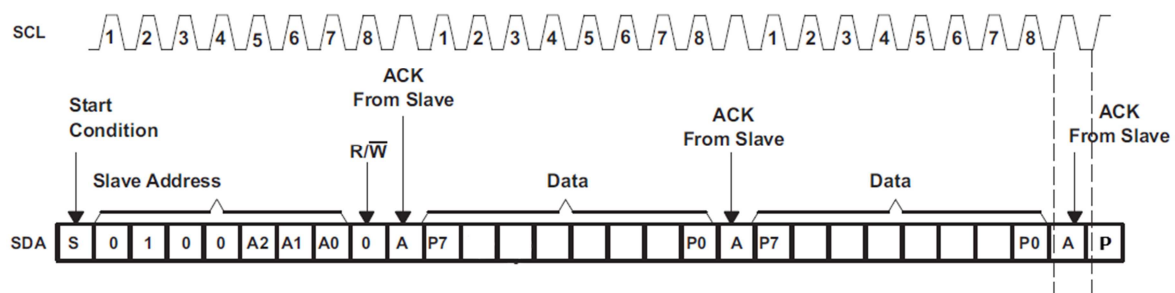 SCL 1 2 3 4 5 6 7 8 1 2 3 4 5 6 7 8 1 2 3 4 5 6 7 8
Start
Condition
ACK
From Slave
ACK
From Slave
ACK
From Slave
R/W̅
Slave Address
Data
Data
SDA S 0 1 0 0 A2 A1 A0 0 A P7 P0 A P7 P0 A P